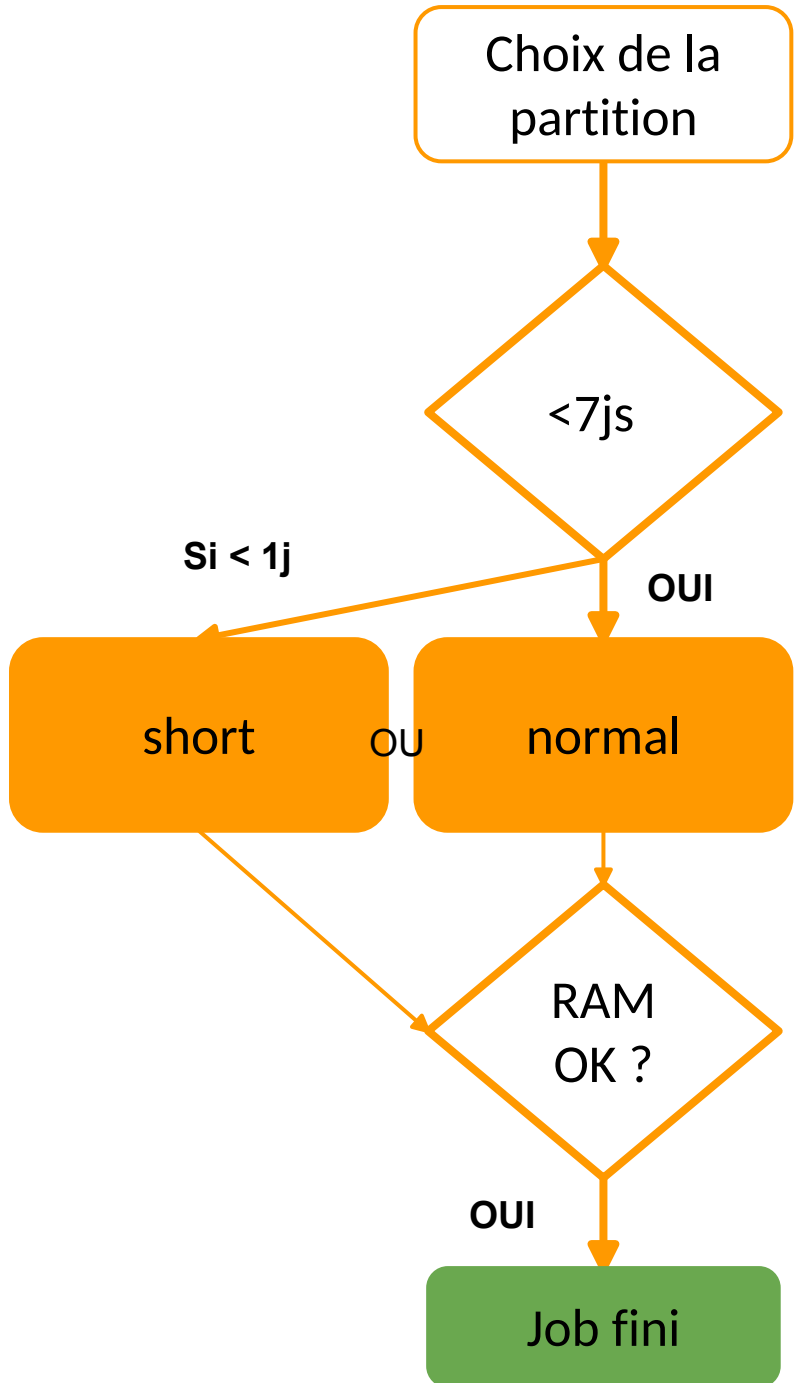 Choix de la
partition
<7js
Si < 1j
OUI
short
OU
normal
RAM
OK ?
OUI
Job fini